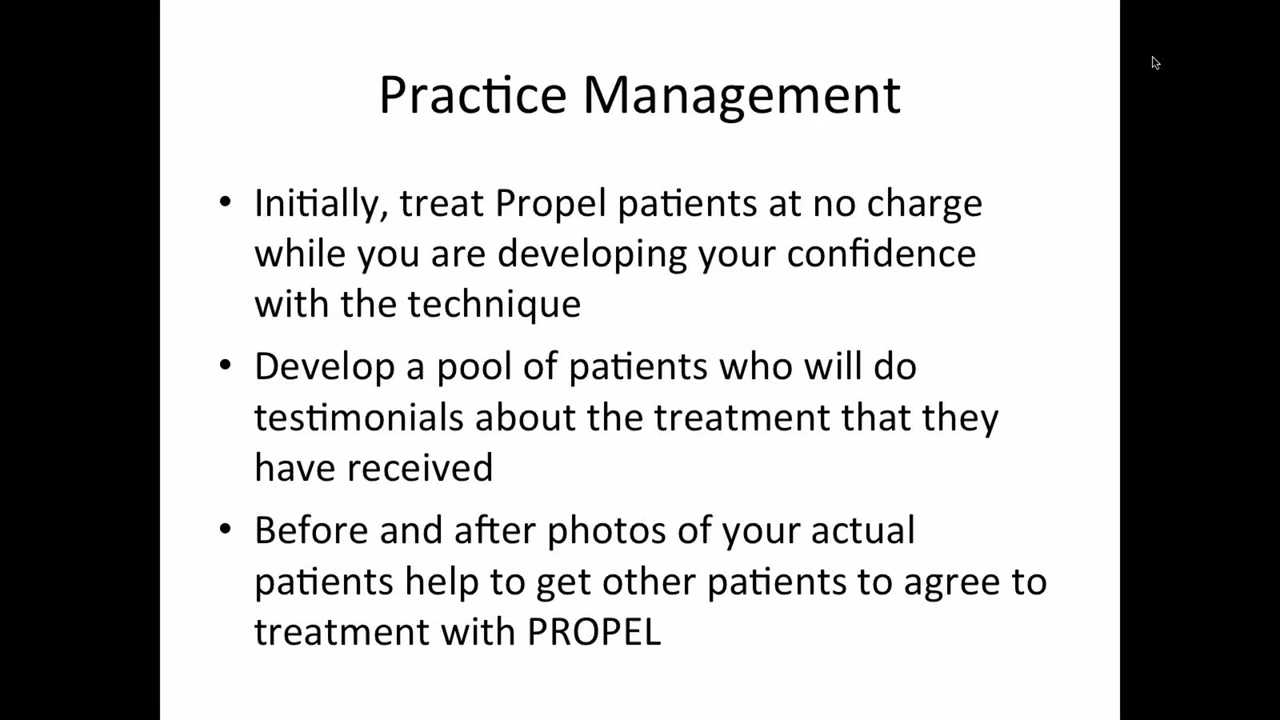 Practice Management
• Initially, treat Propel patients at no charge
while you are developing your confidence
with the technique
• Develop a pool of patients who will do
testimonials about the treatment that they
have received
• Before and after photos of your actual
patients help to get other patients to agree to
treatment with PROPEL